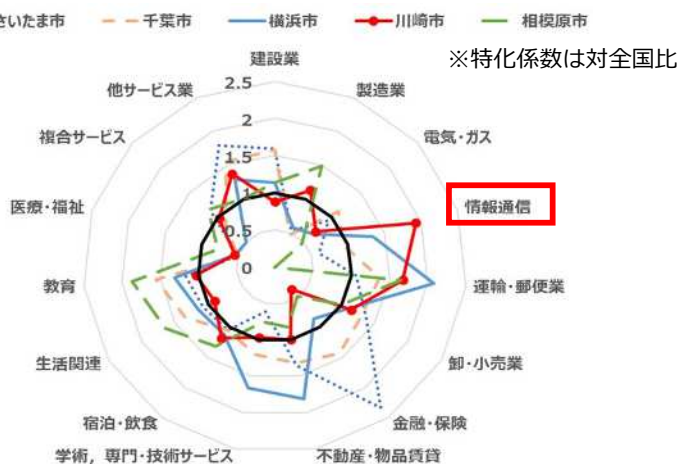 さいたま市 千葉市 横浜市 川崎市 相模原市
※特化係数は対全国比
建設業
製造業
電気・ガス
情報通信
運輸・郵便業
卸・小売業
金融・保険
不動産・物品賃貸
学術，専門・技術サービス
宿泊・飲食
生活関連
教育
医療・福祉
複合サービス
他サービス業
2.5
2
1.5
1
0.5
0